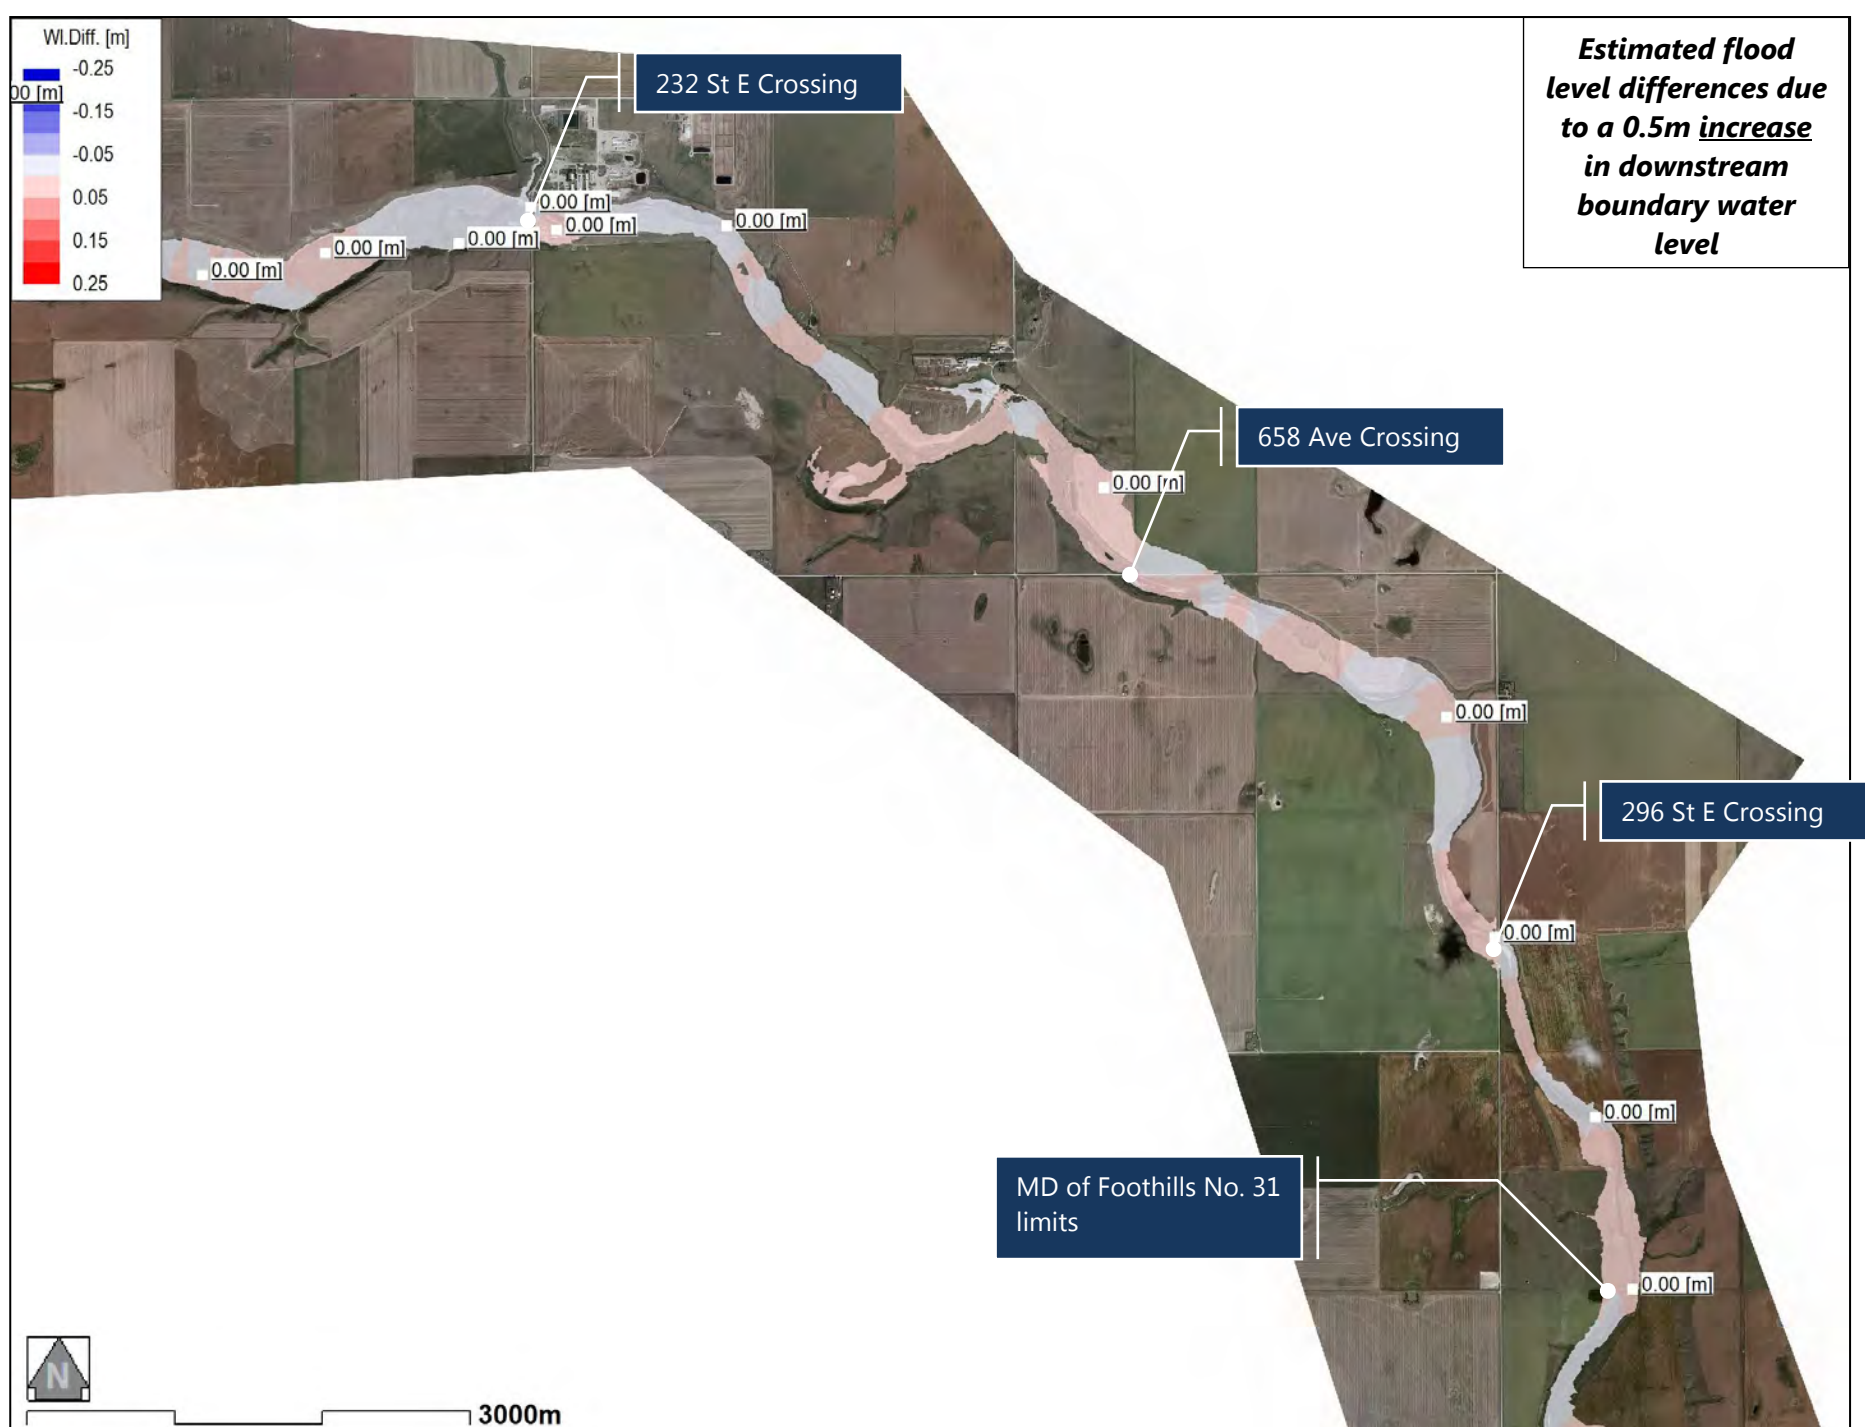 Wl.Diff. [m]
-0.25
00 [m]
-0.15
-0.05
0.05
0.15
0.25
Estimated flood
level differences due
to a 0.5m increase
in downstream
boundary water
level
232 St E Crossing
0.00 [m]
0.00 [m]
0.00 [m]
0.00 [m]
0.00 [m]
0.00 [m]
658 Ave Crossing
0.00 [m]
0.00 [m]
296 St E Crossing
0.00 [m]
0.00 [m]
MD of Foothills No. 31
limits
0.00 [m]
N
3000m